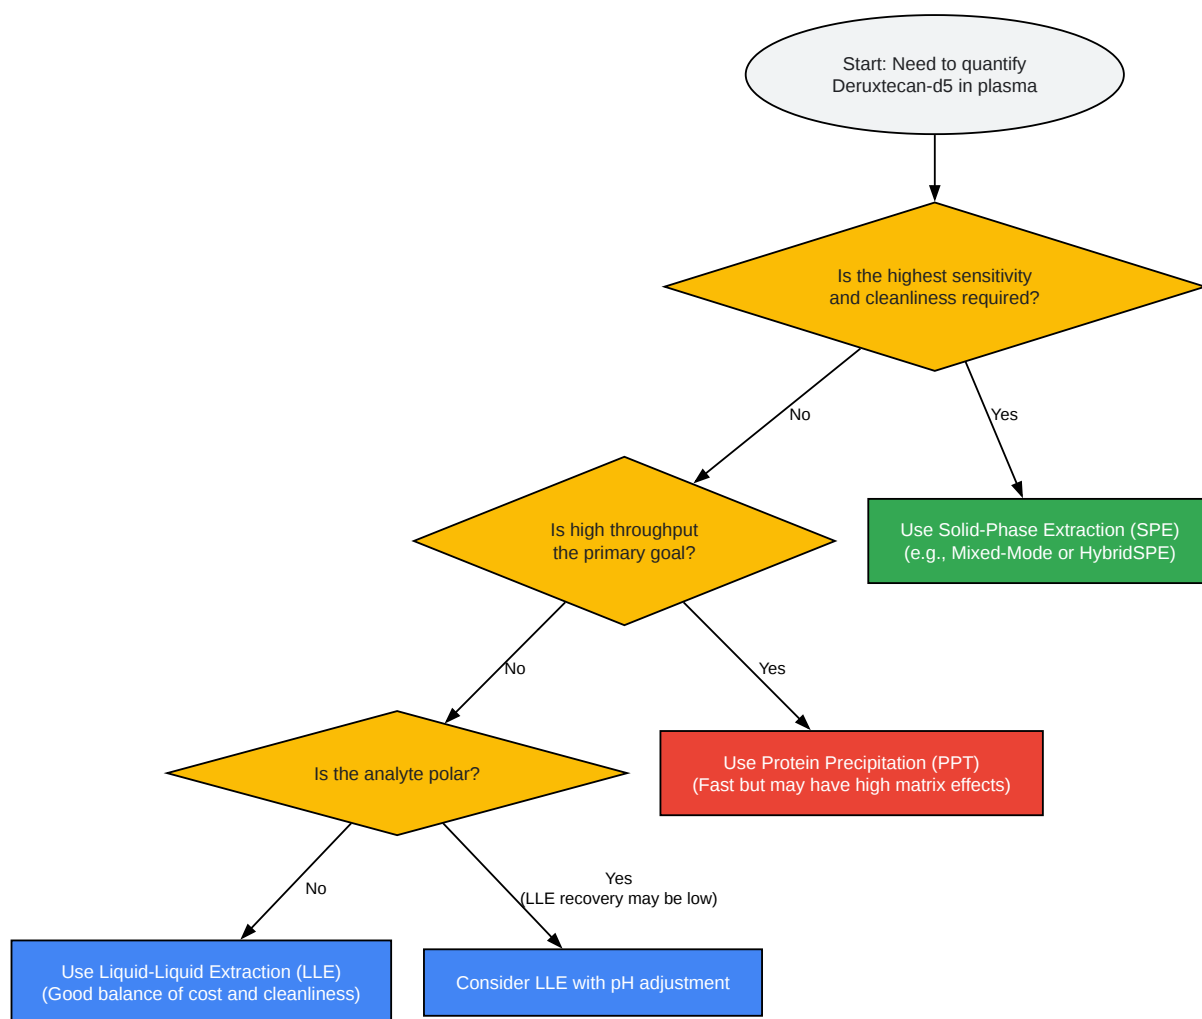 Start: Need to quantify
Deruxtecan-d5 in plasma
Is the highest sensitivity
and cleanliness required?
No
Yes
Is high throughput
the primary goal?
Use Solid-Phase Extraction (SPE)
(e.g., Mixed-Mode or HybridSPE)
No
Yes
Is the analyte polar?
Use Protein Precipitation (PPT)
(Fast but may have high matrix effects)
No
Yes
(LLE recovery may be low)
Use Liquid-Liquid Extraction (LLE)
(Good balance of cost and cleanliness)
Consider LLE with pH adjustment